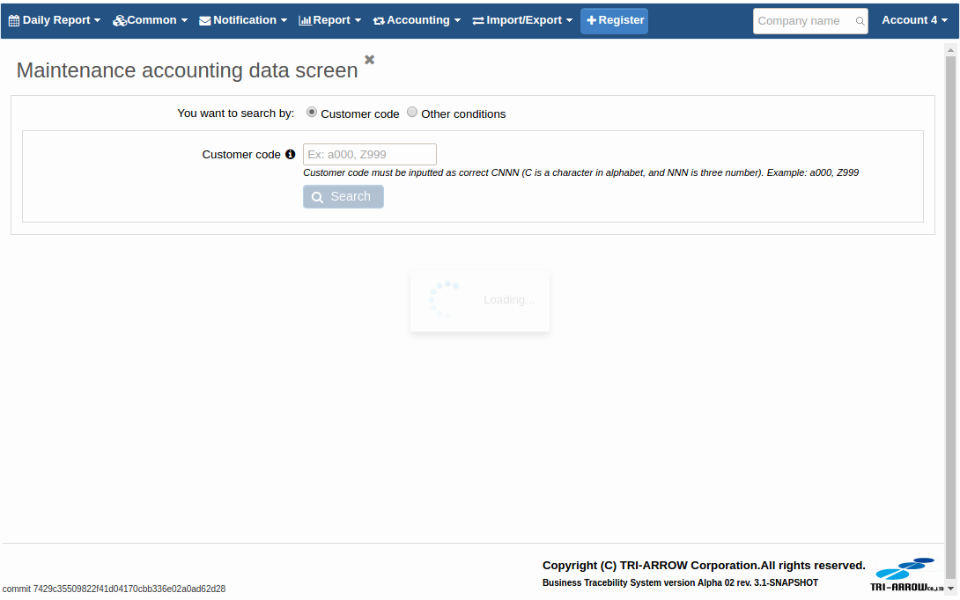 Daily Report Common Notification Report Accounting Import/Export Register Company name Account 4
Maintenance accounting data screen
You want to search by: Customer code Other conditions
Customer code Ex: a000, Z999
Customer code must be inputted as correct CNNN (C is a character in alphabet, and NNN is three number). Example: a000, Z999
Search
Loading...
Copyright (C) TRI-ARROW Corporation.All rights reserved.
Business Tracebility System version Alpha 02 rev. 3.1-SNAPSHOT
TRI-ARROW CO.,LTD
commit 7429c35509822f41d04170cbb336e02a0ad62d28